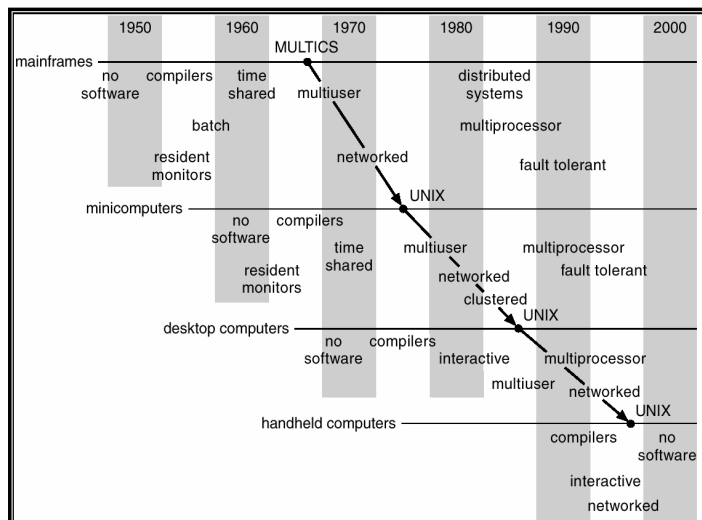 1950 1960 1970 1980 1990 2000
MULTICS
mainframes
no compilers time distributed
software shared multiuser systems
batch multiprocessor
resident networked fault tolerant
monitors
UNIX
minicomputers
no compilers
software time multiuser multiprocessor
shared
resident networked fault tolerant
monitors clustered
UNIX
desktop computers
no compilers
software interactive multiprocessor
multiuser networked
UNIX
handheld computers
compilers no
software
interactive
networked